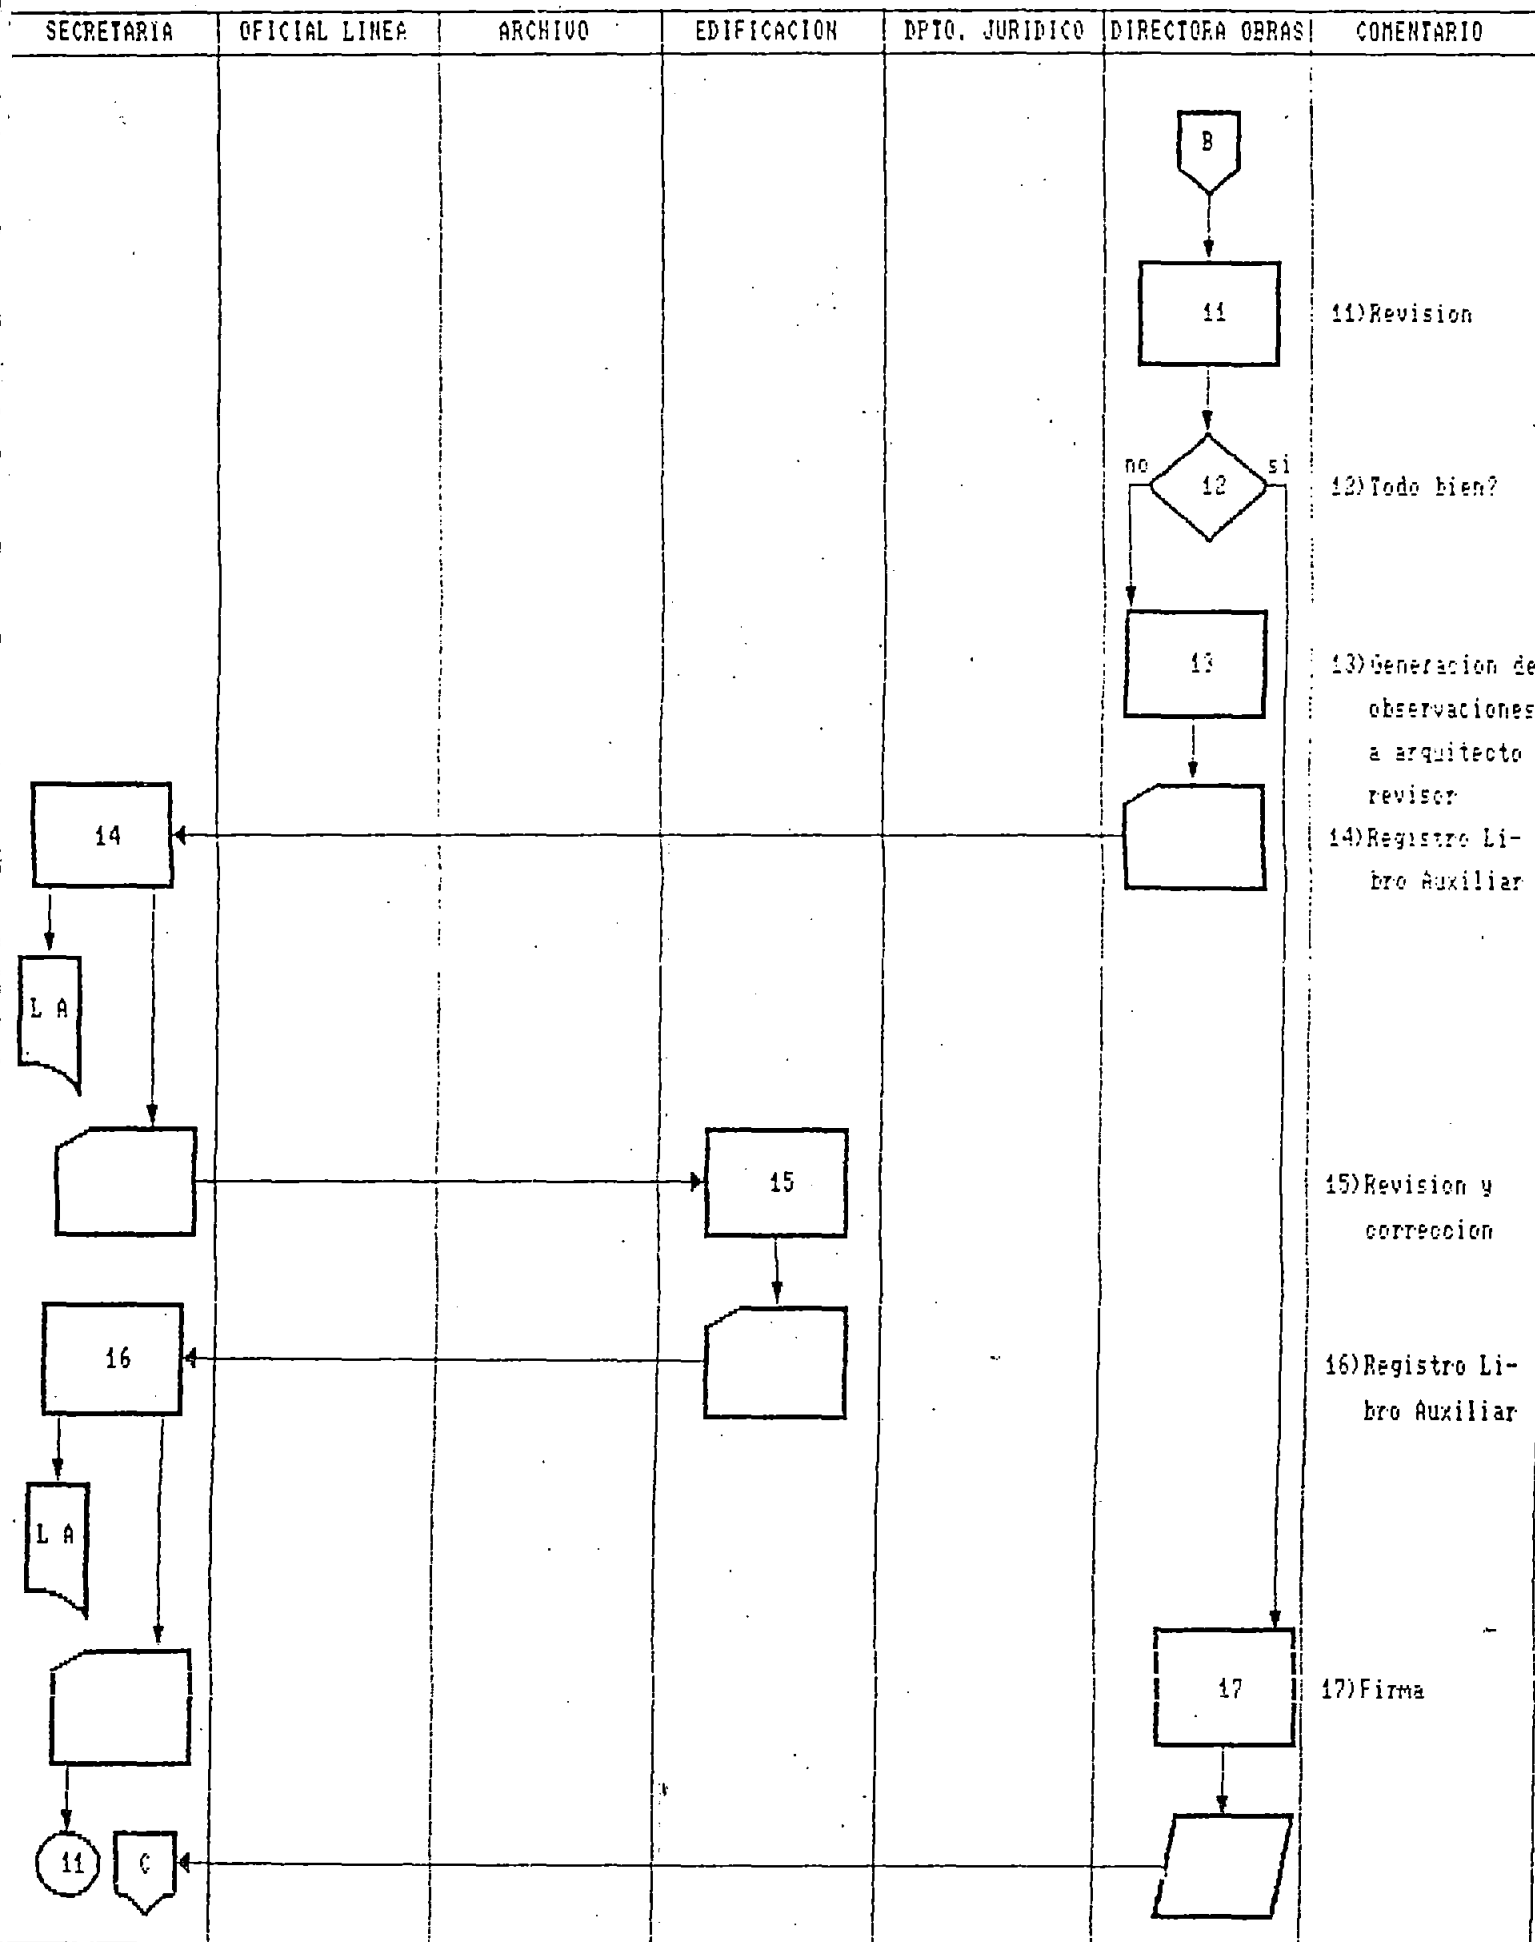 SECRETARIA OFICIAL LINEA ARCHIVO EDIFICACION DPTO. JURIDICO DIRECTORA OBRAS COMENTARIO
B
11 11)Revision
no si
12 12)Todo bien?
13 13)Generacion de
observaciones
a arquitecto
revisor
14 14)Registro Li-
bro Auxiliar
L A
15 15)Revision y
correccion
16 16)Registro Li-
bro Auxiliar
L A
17 17)Firma
11 C